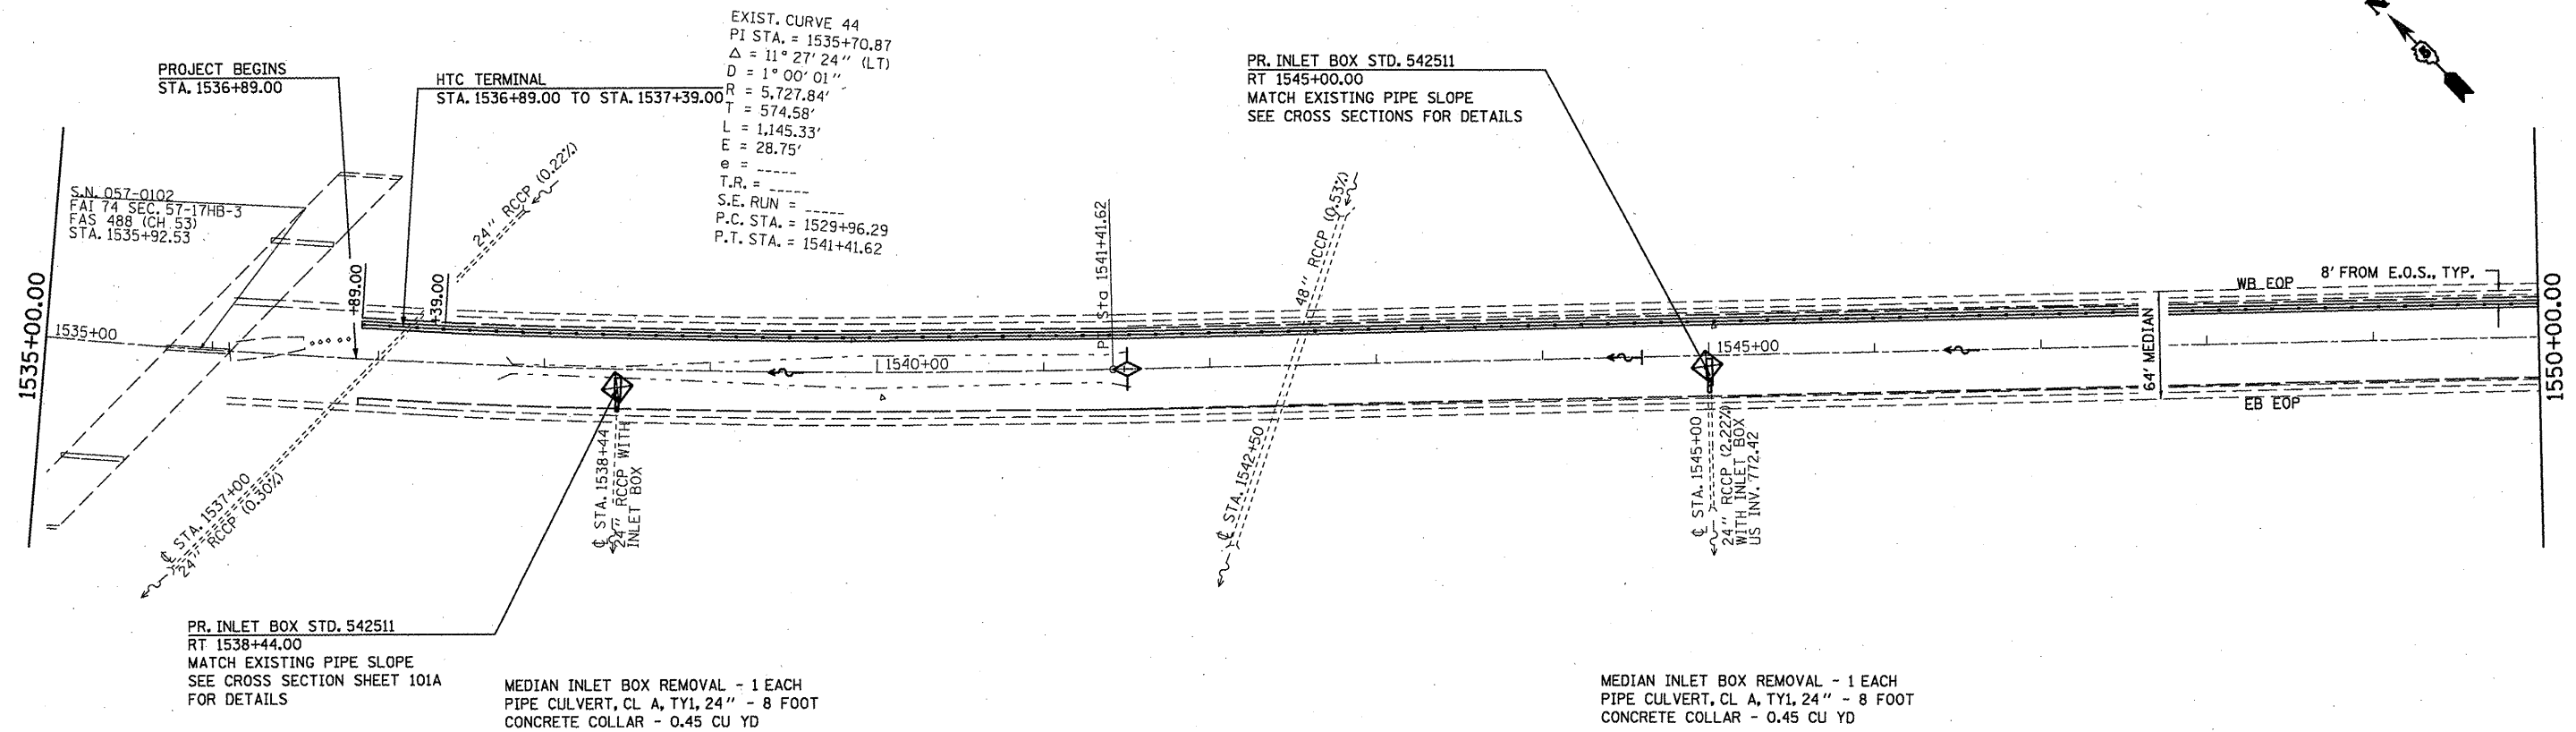 EXIST. CURVE 44
PI STA. = 1535+70.87
Δ = 11° 27' 24" (LT)
D = 1° 00' 01"
R = 5,727.84'
T = 574.58'
L = 1,145.33'
E = 28.75'
e = _____
T.R. = _____
S.E. RUN = _____
P.C. STA. = 1529+96.29
P.T. STA. = 1541+41.62
PROJECT BEGINS
STA. 1536+89.00
HTC TERMINAL
STA. 1536+89.00 TO STA. 1537+39.00
PR. INLET BOX STD. 542511
RT 1545+00.00
MATCH EXISTING PIPE SLOPE
SEE CROSS SECTIONS FOR DETAILS
S.N. 057-0102
FAI 74 SEC. 57-17HB-3
FAS 488 (CH 53)
STA. 1535+92.53
24" RCCP (0.22%)
48" RCCP (0.53%)
Sta 1541+41.62
1535+00.00
+89.00
+39.00
1535+00
1540+00
1545+00
WB EOP
8' FROM E.O.S., TYP.
64' MEDIAN
EB EOP
1550+00.00
℄ STA. 1537+00
24" RCCP (0.30%)
℄ STA. 1538+44
24" RCCP WITH
INLET BOX
℄ STA. 1542+50
℄ STA. 1545+00
24" RCCP (2.22%)
WITH INLET BOX
US INV. 772.42
PR. INLET BOX STD. 542511
RT 1538+44.00
MATCH EXISTING PIPE SLOPE
SEE CROSS SECTION SHEET 101A
FOR DETAILS
MEDIAN INLET BOX REMOVAL - 1 EACH
PIPE CULVERT, CL A, TY1, 24" - 8 FOOT
CONCRETE COLLAR - 0.45 CU YD
MEDIAN INLET BOX REMOVAL - 1 EACH
PIPE CULVERT, CL A, TY1, 24" - 8 FOOT
CONCRETE COLLAR - 0.45 CU YD